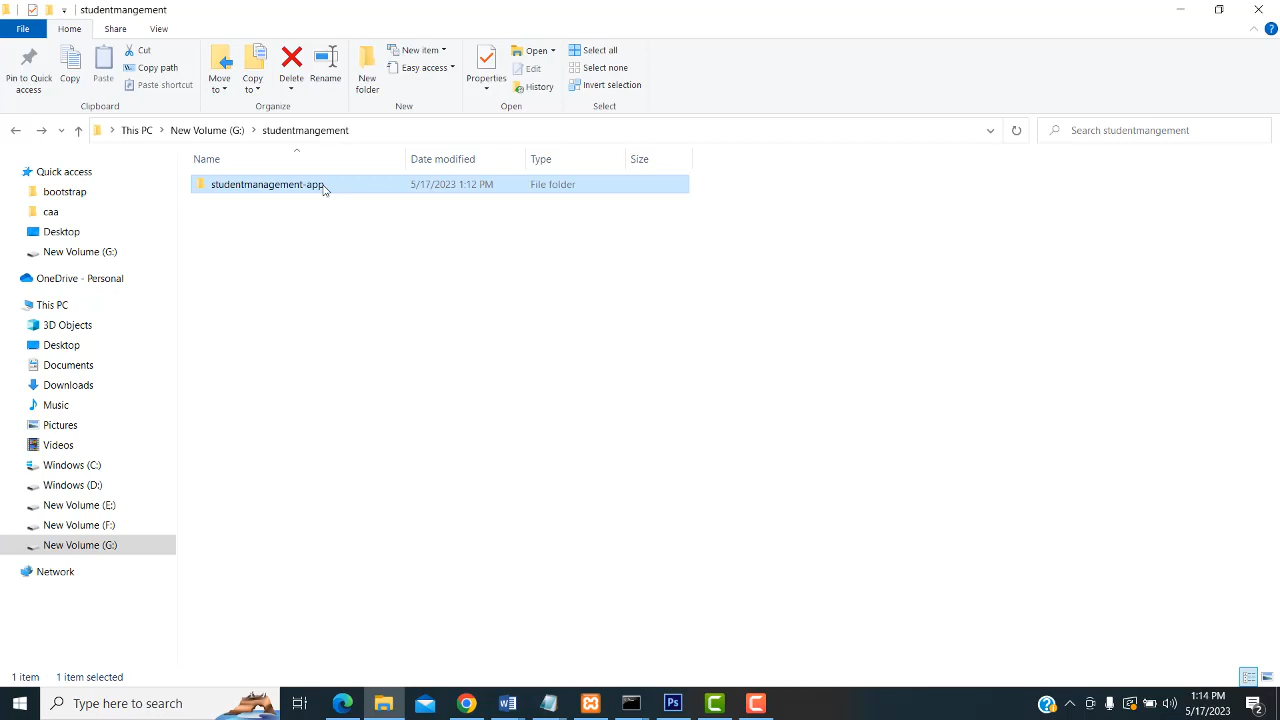 studentmangement
File Home Share View
Pin to Quick access
Copy
Paste
Cut
Copy path
Paste shortcut
Clipboard
Move to
Copy to
Delete
Rename
Organize
New folder
New item
Easy access
New
Properties
Open
Edit
History
Open
Select all
Select none
Invert selection
Select
This PC New Volume (G:) studentmangement
Search studentmangement
Name Date modified Type Size
studentmanagement-app 5/17/2023 1:12 PM File folder
Quick access
bootstrap
caa
Desktop
New Volume (G:)
OneDrive - Personal
This PC
3D Objects
Desktop
Documents
Downloads
Music
Pictures
Videos
Windows (C:)
Windows (D:)
New Volume (E:)
New Volume (F:)
New Volume (G:)
Network
1 item 1 item selected
Type here to search
W
Ps
C
C
1:14 PM
5/17/2023
2